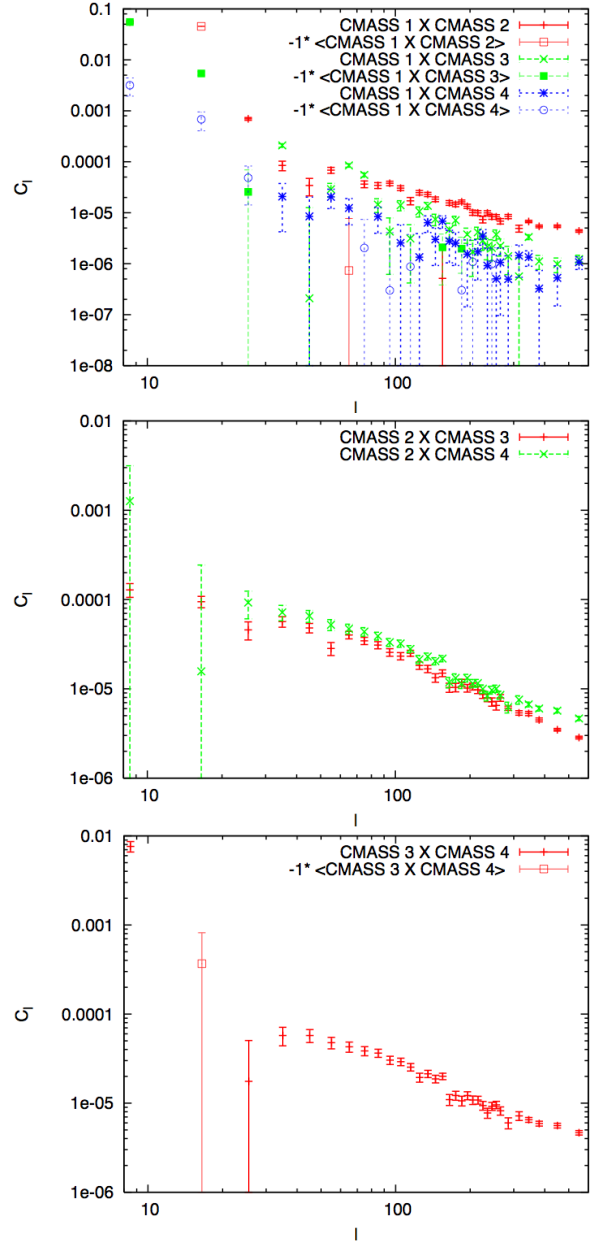 0.1
0.01
0.001
0.0001
1e-05
1e-06
1e-07
1e-08
C_l
CMASS 1 X CMASS 2
-1* <CMASS 1 X CMASS 2>
CMASS 1 X CMASS 3
-1* <CMASS 1 X CMASS 3>
CMASS 1 X CMASS 4
-1* <CMASS 1 X CMASS 4>
10 100
l
0.01
0.001
0.0001
1e-05
1e-06
C_l
CMASS 2 X CMASS 3
CMASS 2 X CMASS 4
10 100
l
0.01
0.001
0.0001
1e-05
1e-06
C_l
CMASS 3 X CMASS 4
-1* <CMASS 3 X CMASS 4>
10 100
l